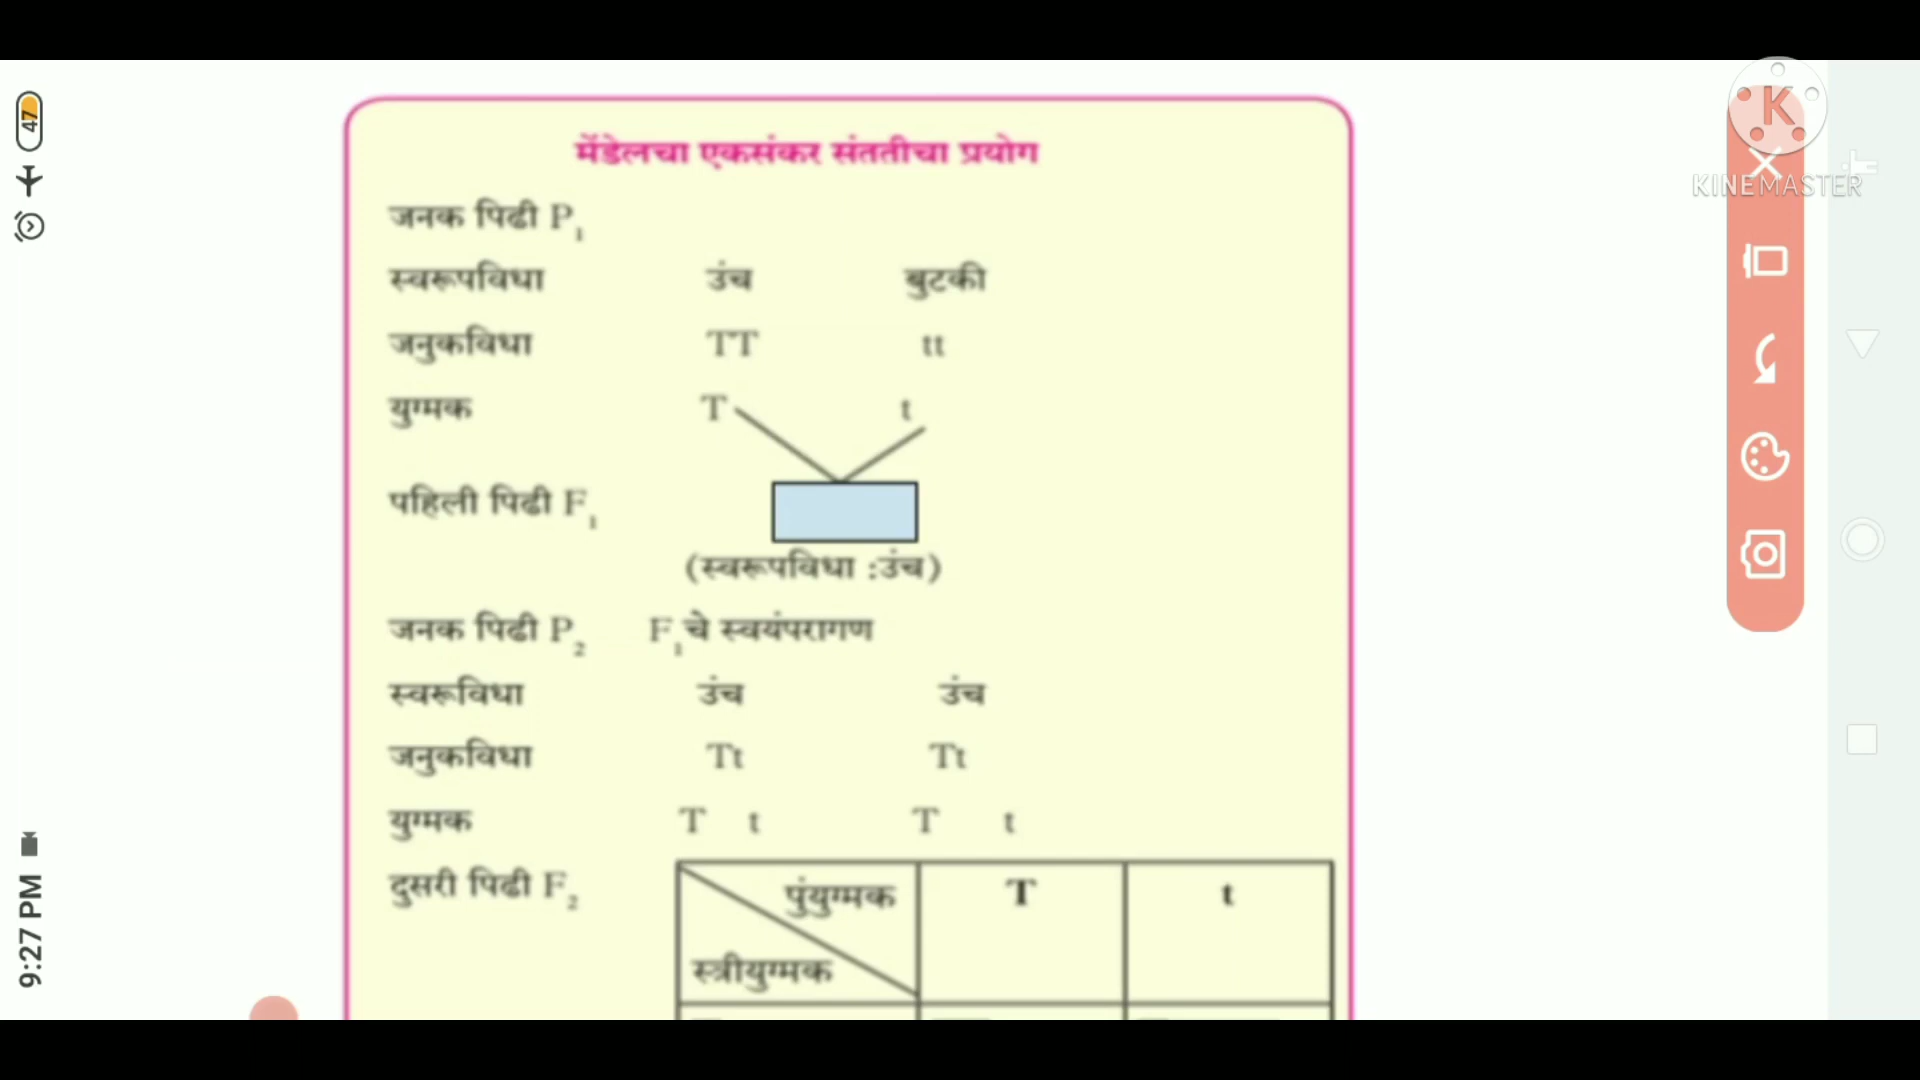 47
9:27 PM
KINEMASTER
मेंडेलचा एकसंकर संततीचा प्रयोग
जनक पिढी P1
स्वरूपविधा उंच बुटकी
जनुकविधा TT tt
युग्मक T t
पहिली पिढी F1
(स्वरूपविधा :उंच)
जनक पिढी P2 F1चे स्वयंपरागण
स्वरूविधा उंच उंच
जनुकविधा Tt Tt
युग्मक T t T t
दुसरी पिढी F2 पुंयुग्मक T t
स्त्रीयुग्मक